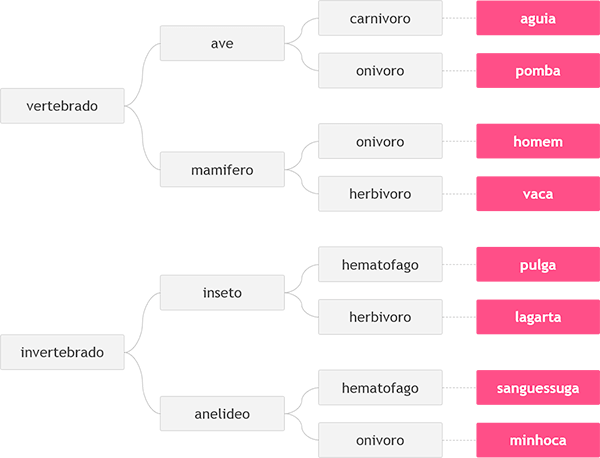 carnivoro
aguia
ave
onivoro
pomba
vertebrado
onivoro
homem
mamifero
herbivoro
vaca
hematofago
pulga
inseto
herbivoro
lagarta
invertebrado
hematofago
sanguessuga
anelideo
onivoro
minhoca